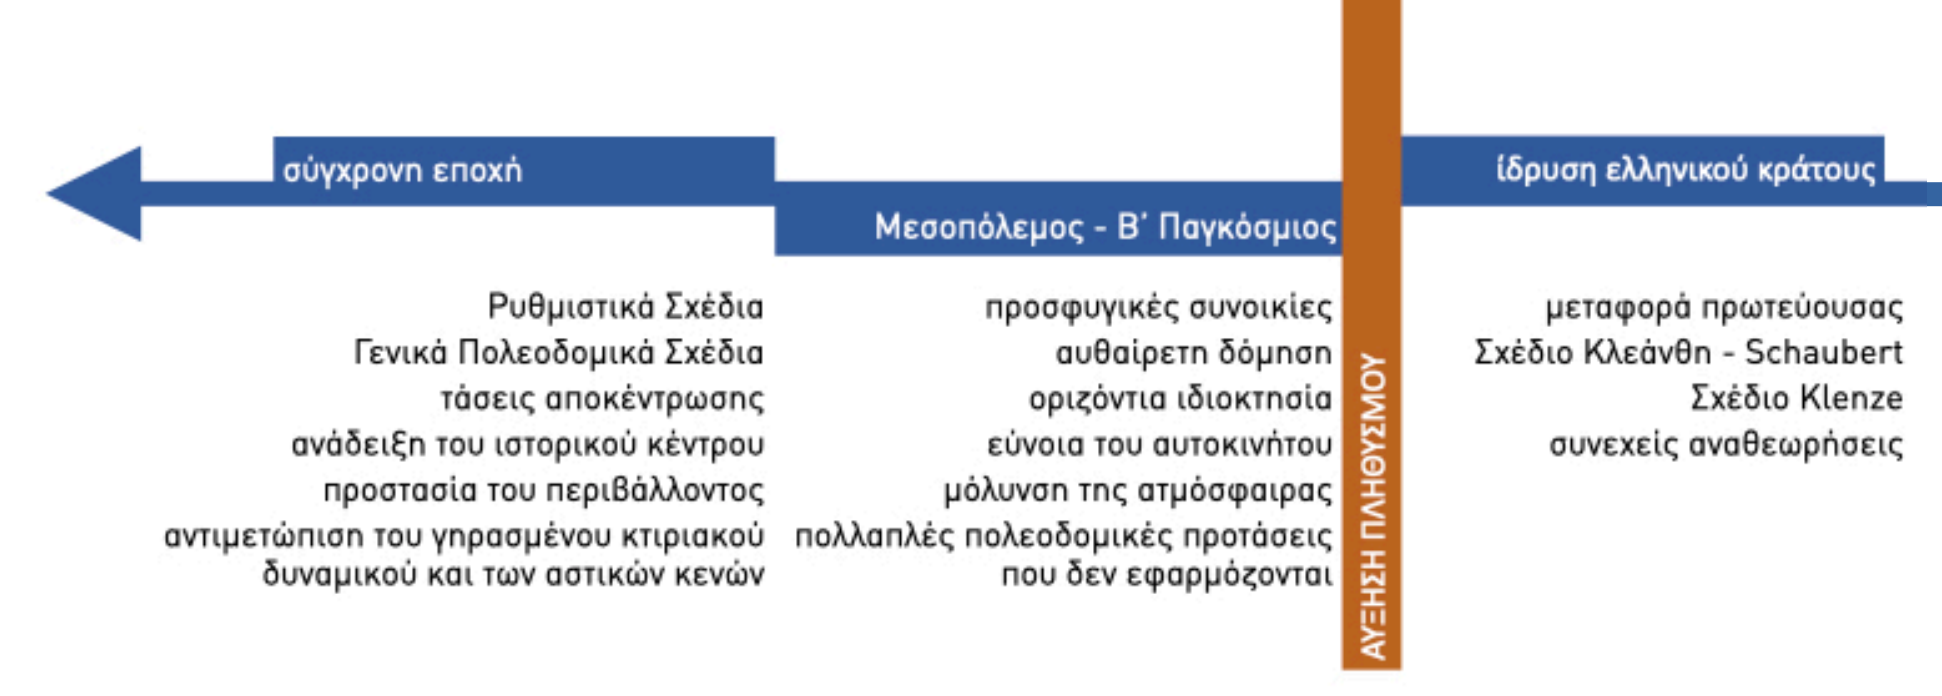 σύγχρονη εποχή
Ρυθμιστικά Σχέδια
Γενικά Πολεοδομικά Σχέδια
τάσεις αποκέντρωσης
ανάδειξη του ιστορικού κέντρου
προστασία του περιβάλλοντος
αντιμετώπιση του γηρασμένου κτιριακού
δυναμικού και των αστικών κενών
Μεσοπόλεμος - Β' Παγκόσμιος
προσφυγικές συνοικίες
αυθαίρετη δόμηση
οριζόντια ιδιοκτησία
εύνοια του αυτοκινήτου
μόλυνση της ατμόσφαιρας
πολλαπλές πολεοδομικές προτάσεις
που δεν εφαρμόζονται
ΑΥΞΗΣΗ ΠΛΗΘΥΣΜΟΥ
ίδρυση ελληνικού κράτους
μεταφορά πρωτεύουσας
Σχέδιο Κλεάνθη - Schaubert
Σχέδιο Klenze
συνεχείς αναθεωρήσεις